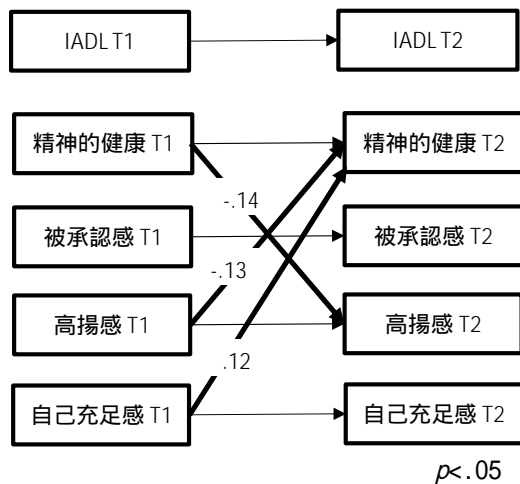 IADL T1
IADL T2
精神的健康 T1
精神的健康 T2
-.14
被承認感 T1
被承認感 T2
-.13
高揚感 T1
高揚感 T2
.12
自己充足感 T1
自己充足感 T2
p<.05